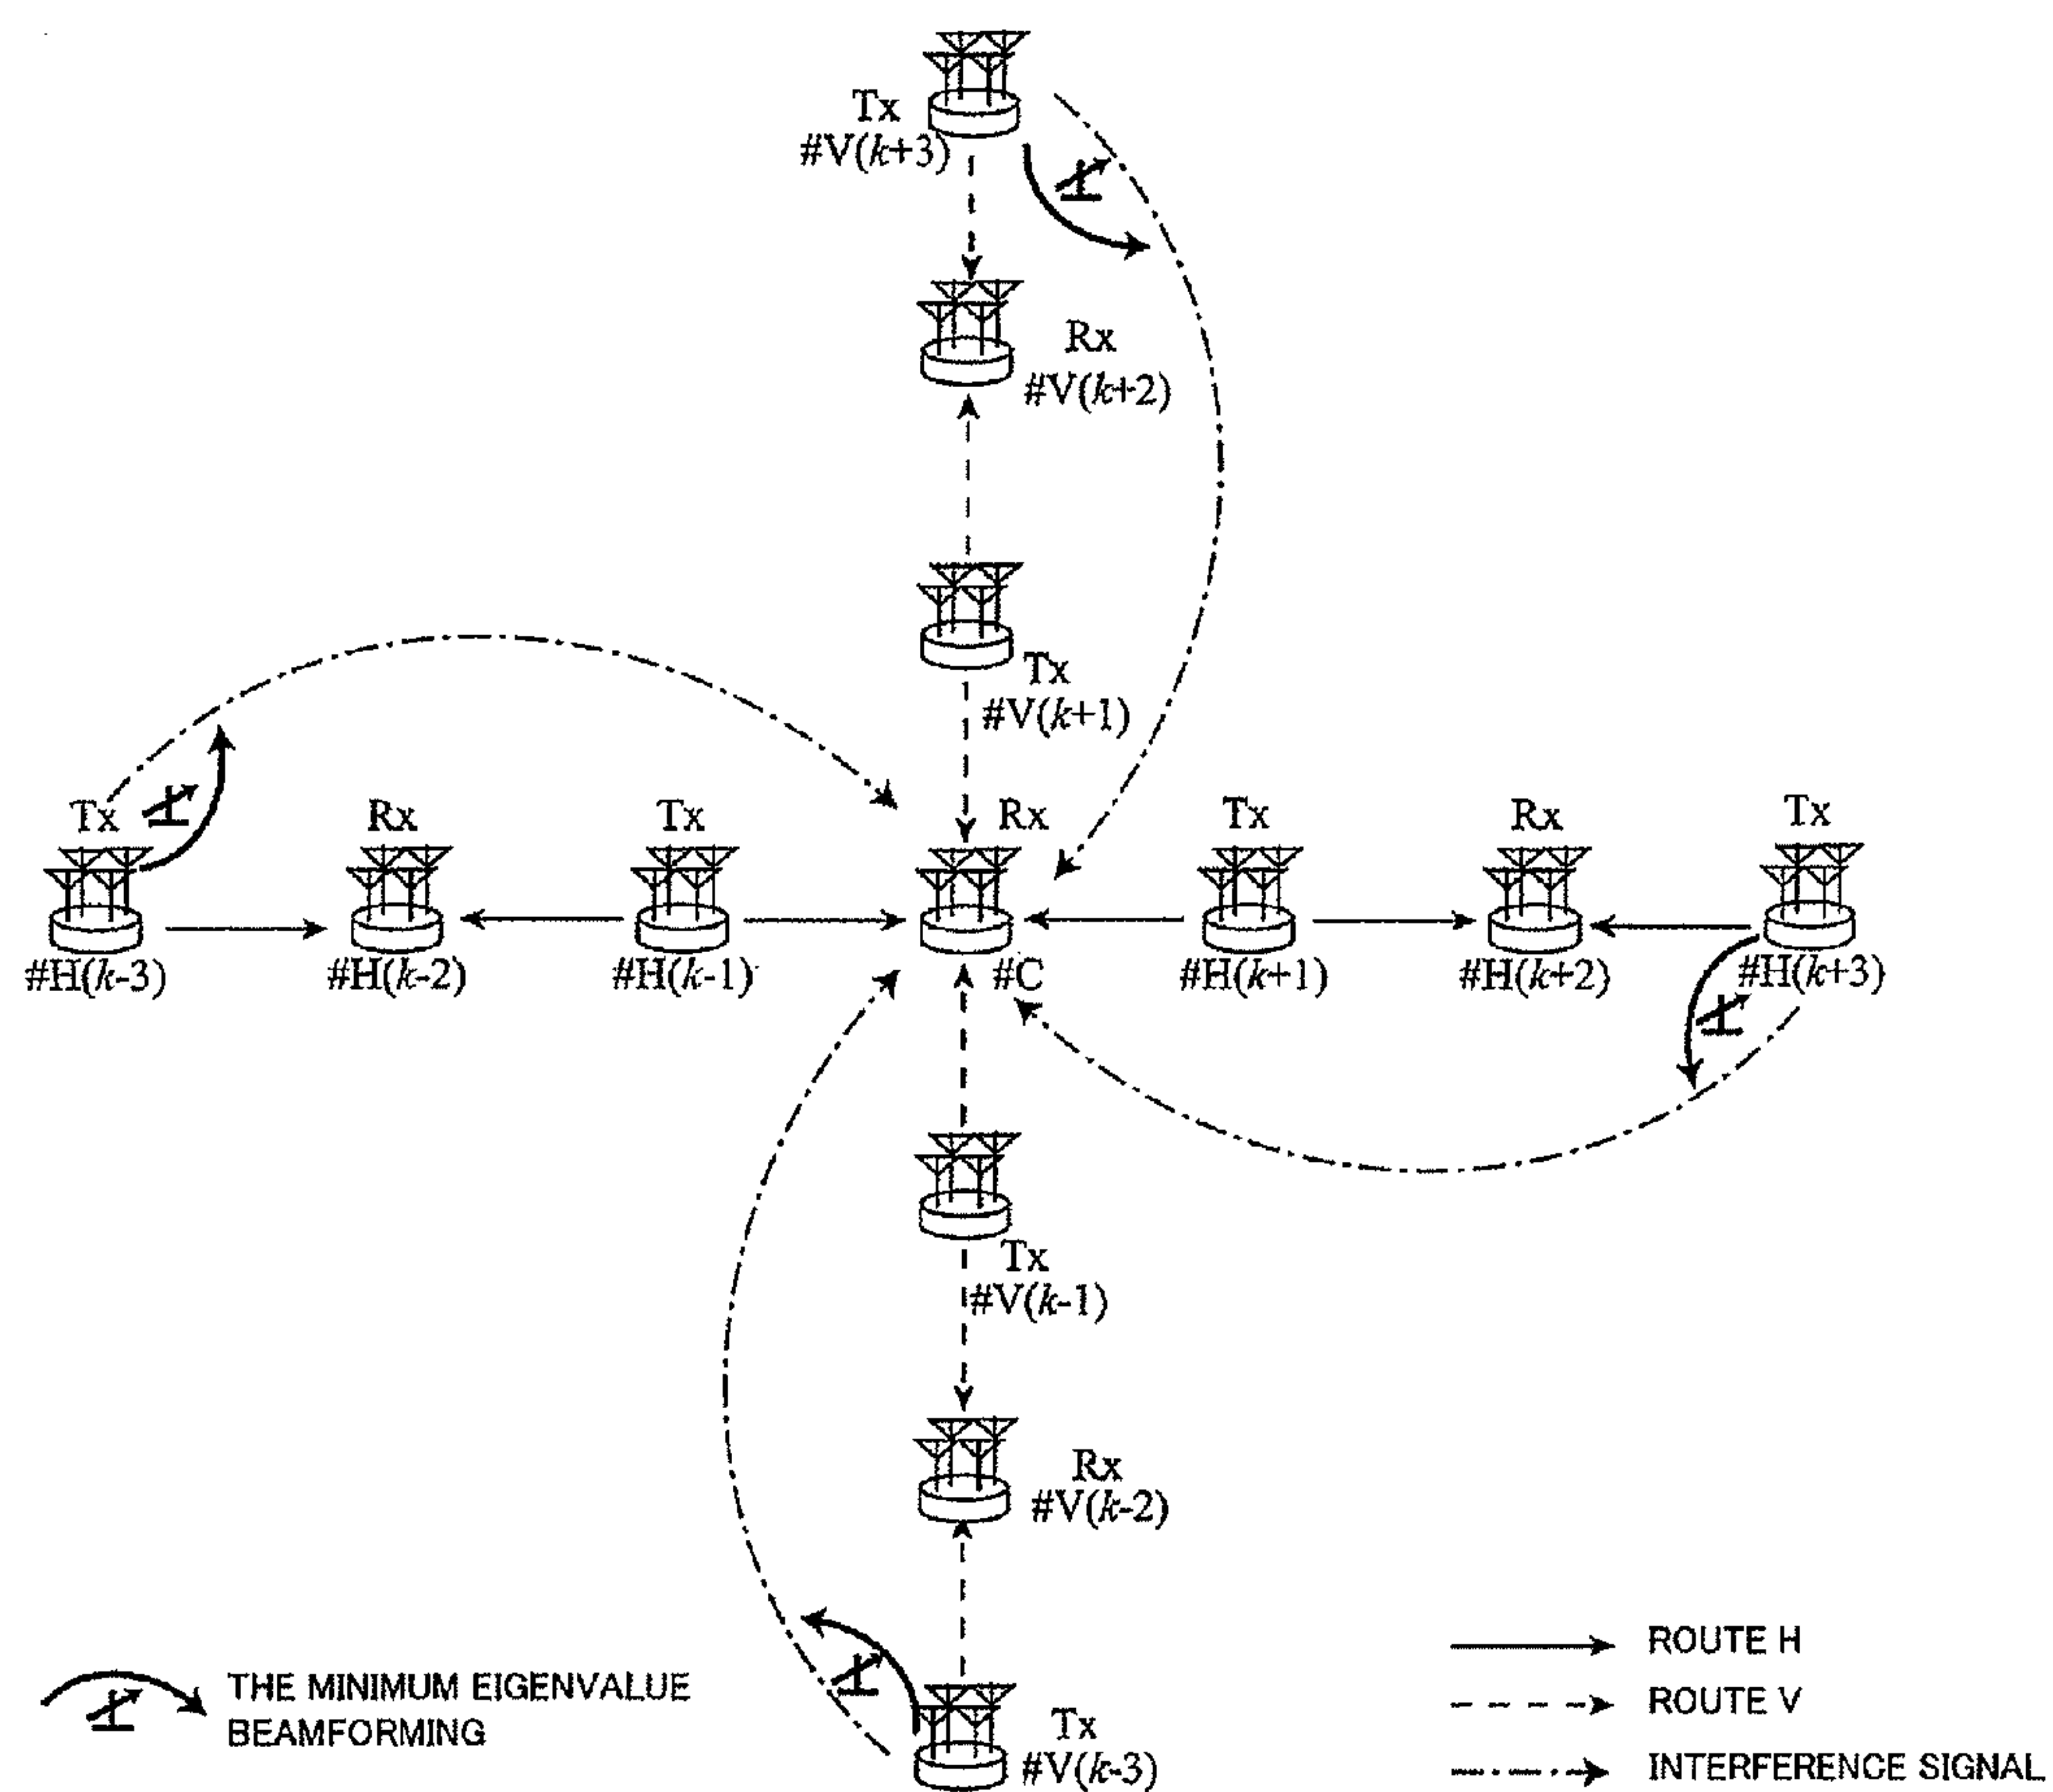 Tx
#V(k+3)
Rx
#V(k+2)
Tx
#V(k+1)
Tx
Rx
Tx
Rx
Tx
Rx
Tx
#H(k-3)
#H(k-2)
#H(k-1)
#C
#H(k+1)
#H(k+2)
#H(k+3)
Tx
#V(k-1)
Rx
#V(k-2)
Tx
#V(k-3)
THE MINIMUM EIGENVALUE
BEAMFORMING
ROUTE H
ROUTE V
INTERFERENCE SIGNAL